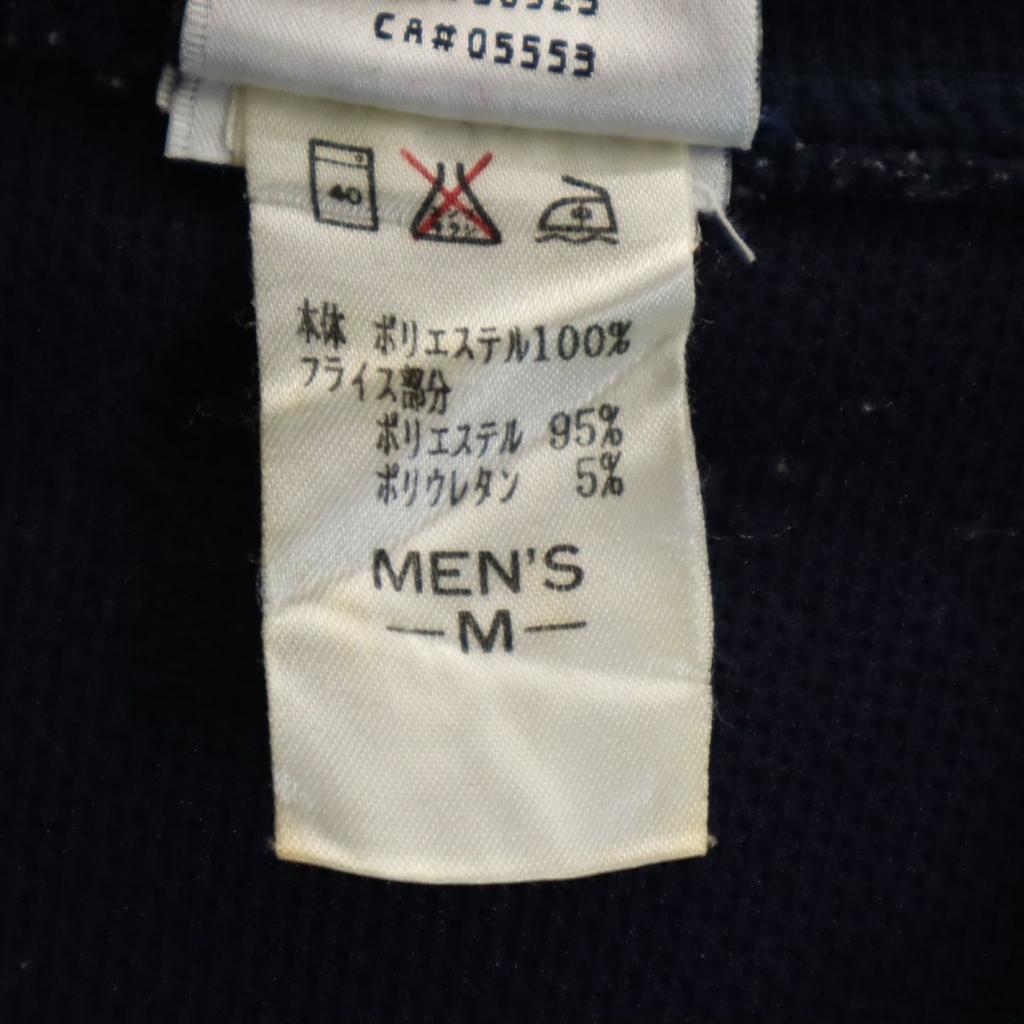 CA#05553
40
中
本体 ポリエステル100%
フライス部分
ポリエステル 95%
ポリウレタン 5%
MEN'S
—M—